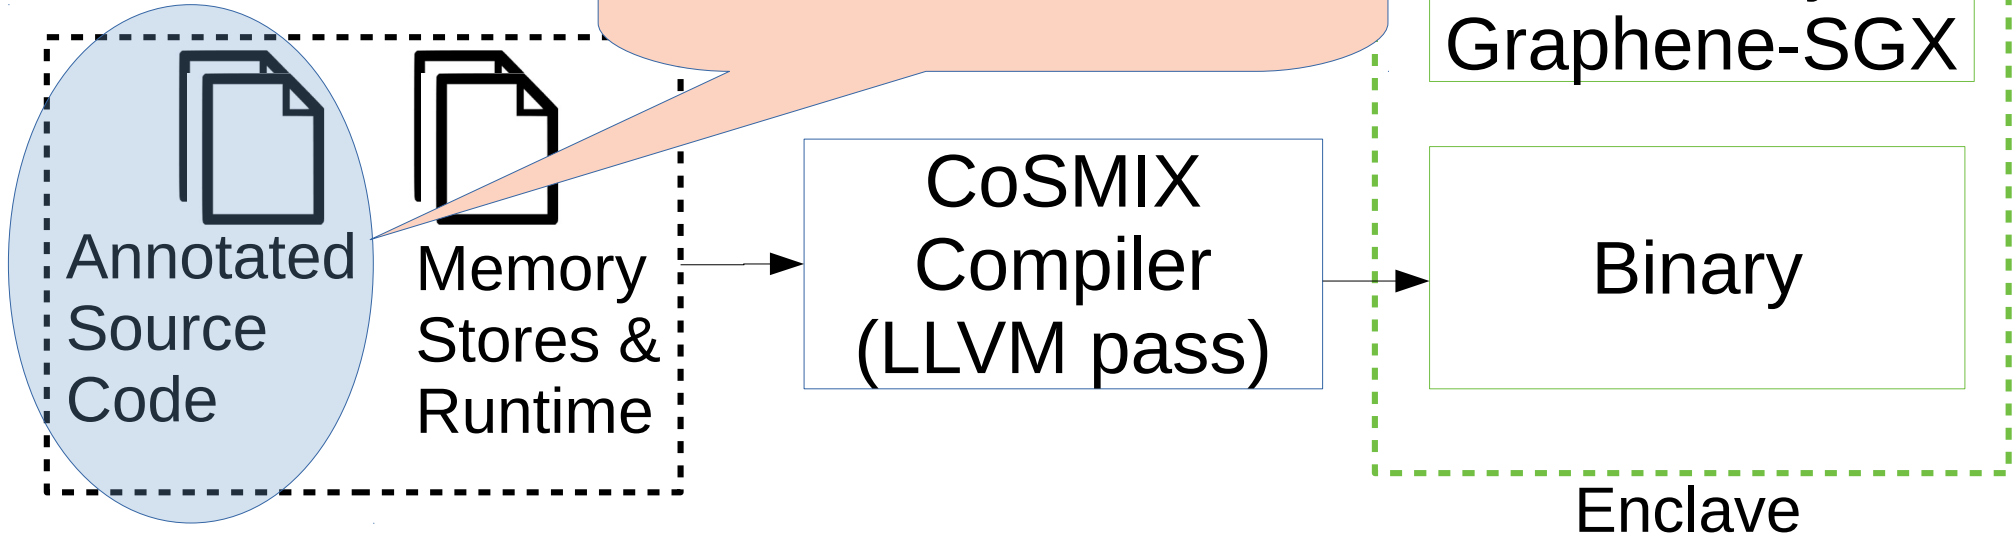 Graphene-SGX
Annotated
Source
Code
Memory
Stores &
Runtime
CoSMIX
Compiler
(LLVM pass)
Binary
Enclave